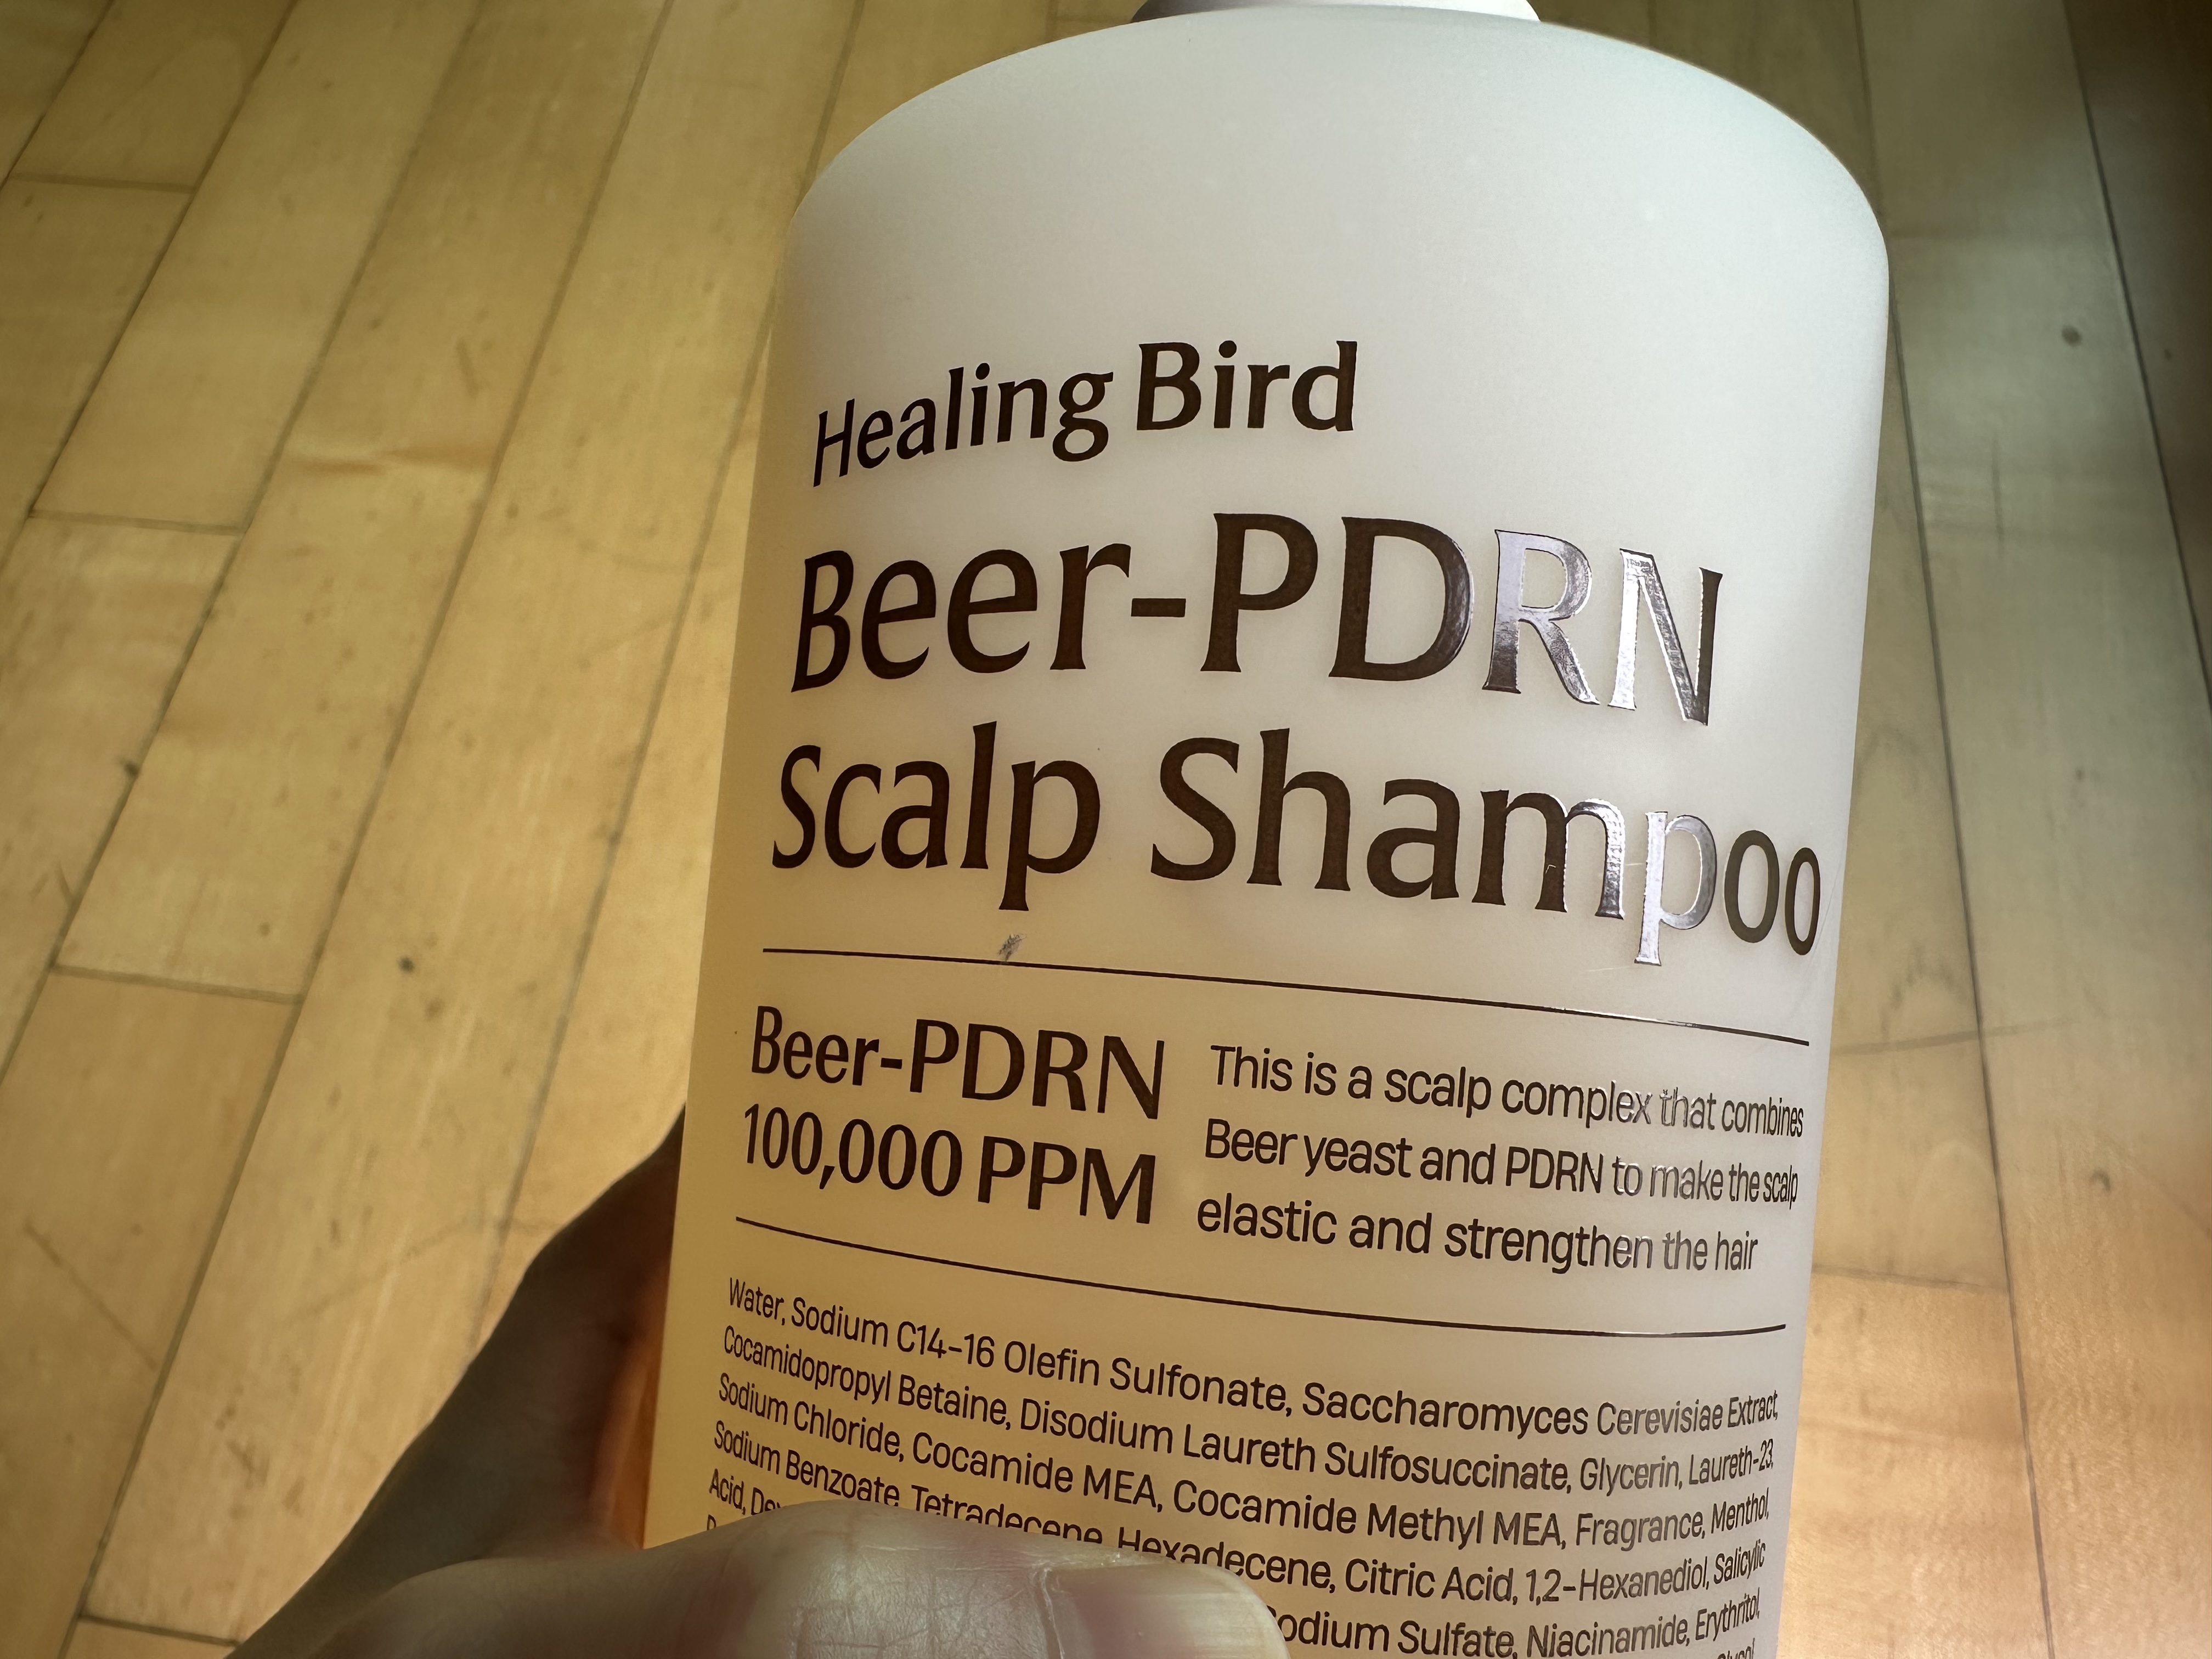 Healing Bird
Beer-PDRN
Scalp Shampoo
Beer-PDRN
100,000 PPM
This is a scalp complex that combines
Beer yeast and PDRN to make the scalp
elastic and strengthen the hair
Water, Sodium C14-16 Olefin Sulfonate, Saccharomyces Cerevisiae Extract,
Cocamidopropyl Betaine, Disodium Laureth Sulfosuccinate, Glycerin, Laureth-23,
Sodium Chloride, Cocamide MEA, Cocamide Methyl MEA, Fragrance, Menthol,
Sodium Benzoate, Tetradecene, Hexadecene, Citric Acid, 1,2-Hexanediol, Salicylic
Acid, Sodium Sulfate, Niacinamide, Erythritol,